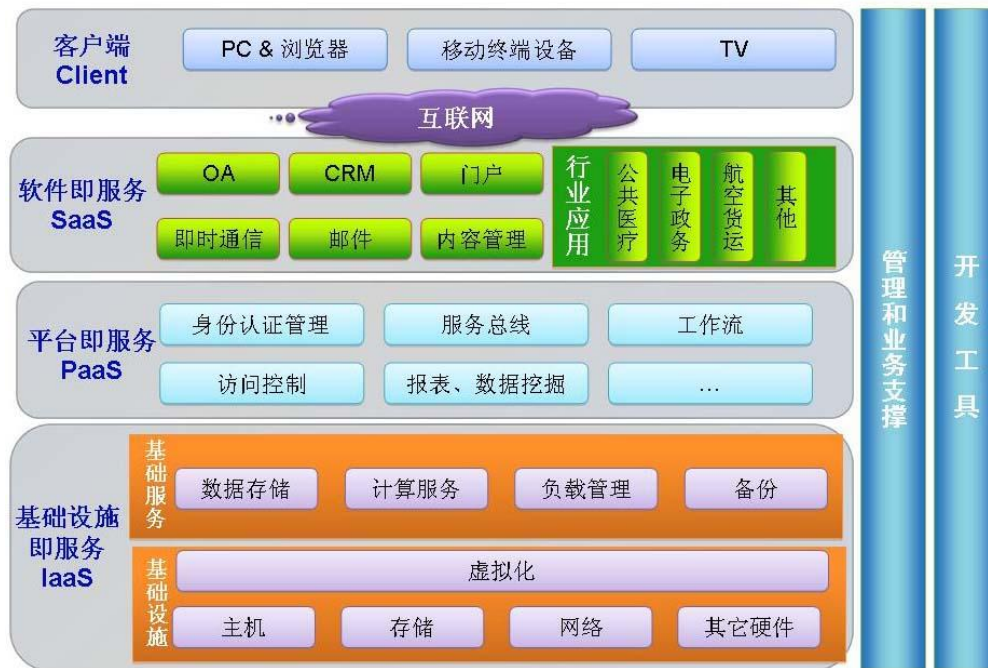 客户端
Client
PC & 浏览器
移动终端设备
TV
互联网
软件即服务
SaaS
OA
CRM
门户
即时通信
邮件
内容管理
行业应用
公共医疗
电子政务
航空货运
其他
平台即服务
PaaS
身份认证管理
服务总线
工作流
访问控制
报表、数据挖掘
...
基础设施
即服务
IaaS
基础服务
数据存储
计算服务
负载管理
备份
基础设施
虚拟化
主机
存储
网络
其它硬件
管理和业务支撑
开发工具